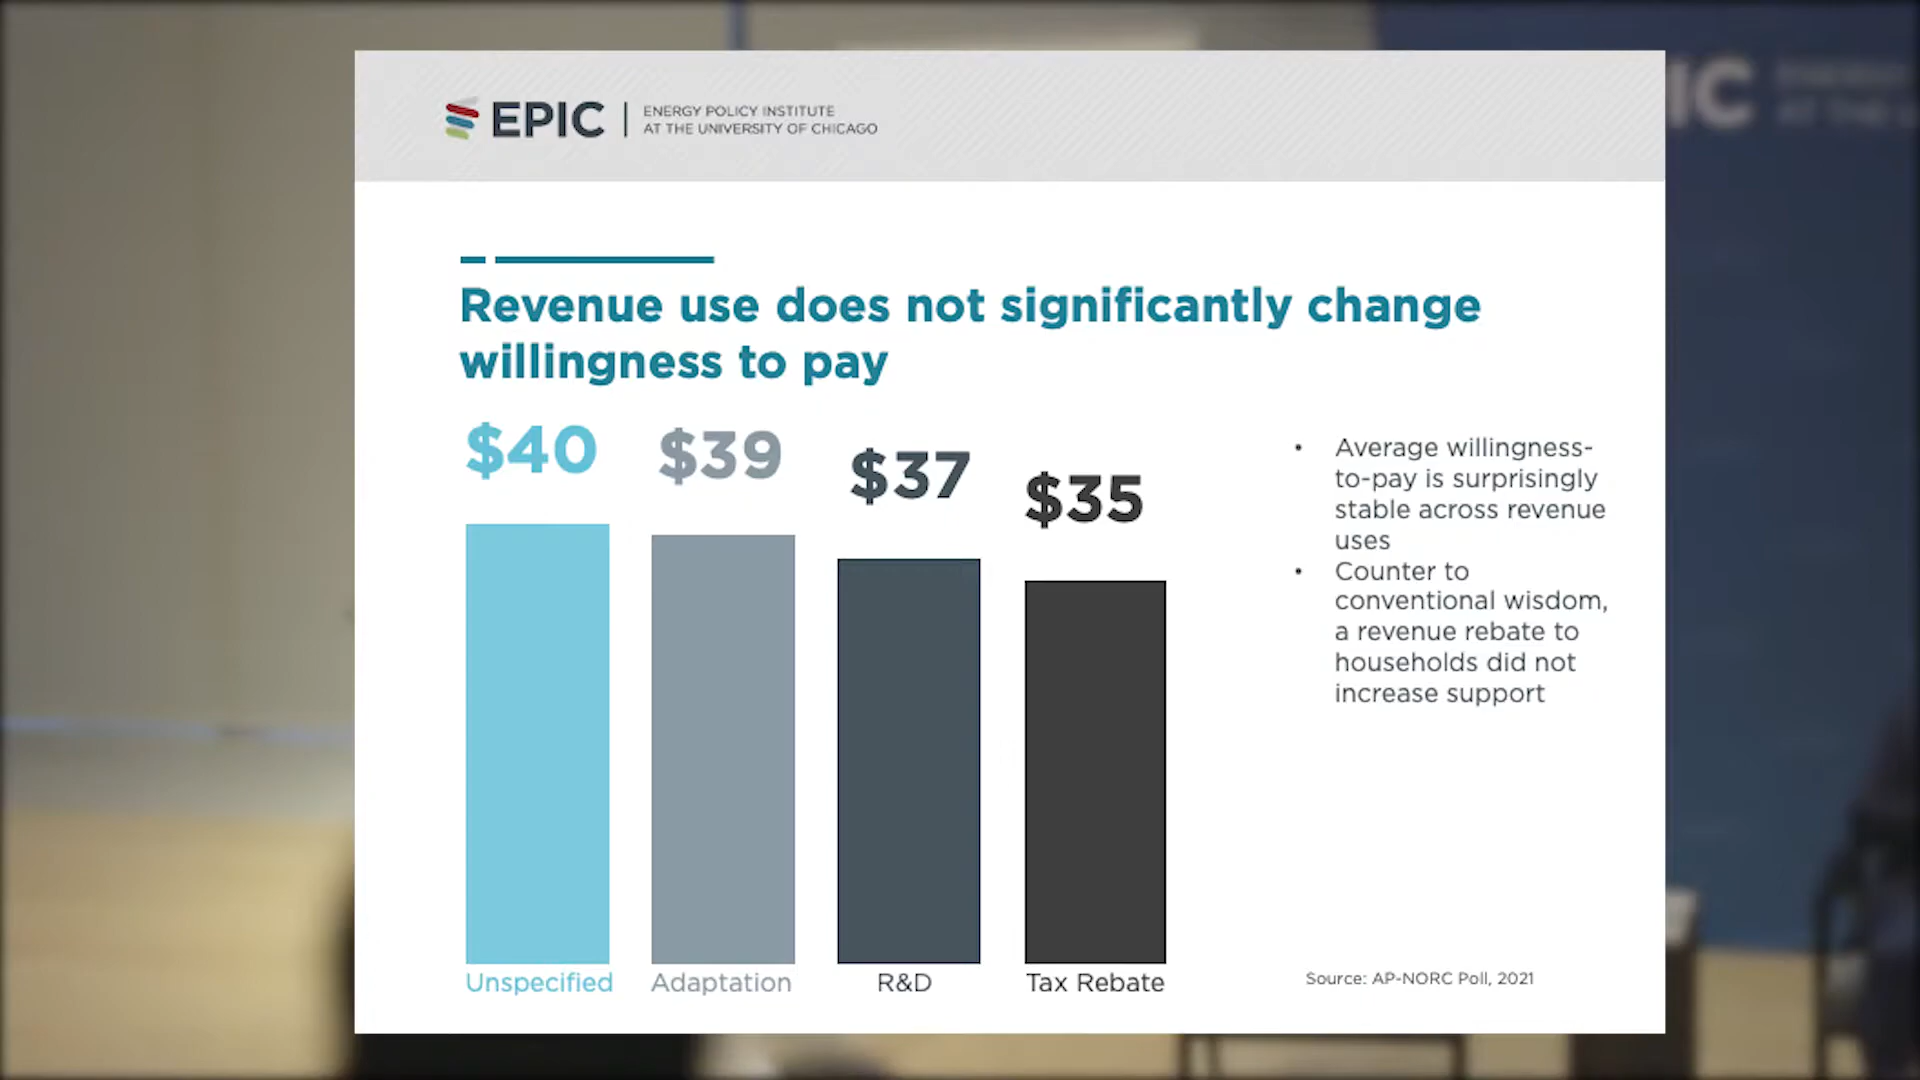 EPIC
ENERGY POLICY INSTITUTE
AT THE UNIVERSITY OF CHICAGO
IC
Revenue use does not significantly change
willingness to pay
$40
$39
$37
$35
Unspecified
Adaptation
R&D
Tax Rebate
• Average willingness-
to-pay is surprisingly
stable across revenue
uses
• Counter to
conventional wisdom,
a revenue rebate to
households did not
increase support
Source: AP-NORC Poll, 2021